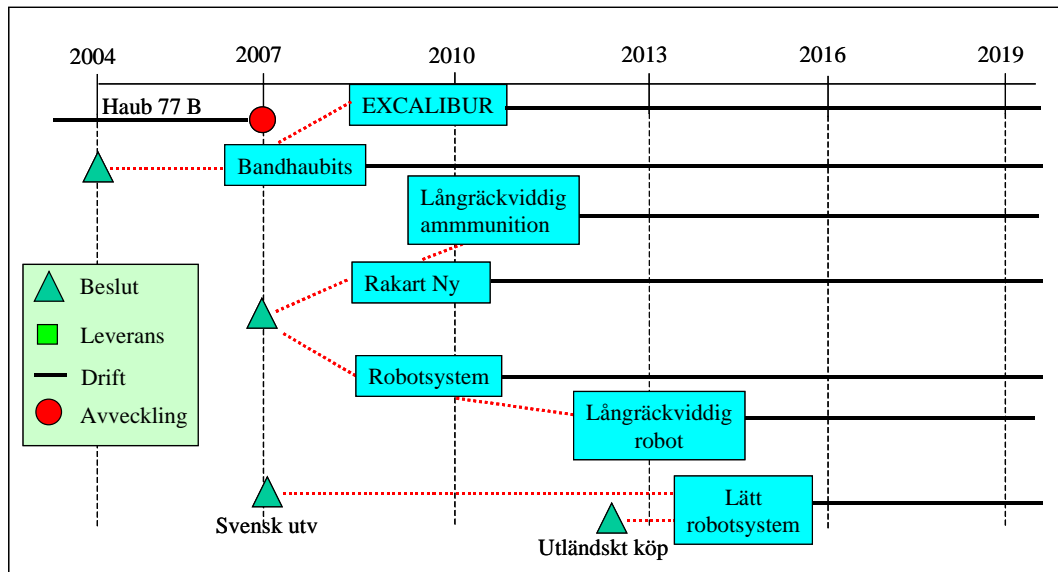 2004 2007 2010 2013 2016 2019
Haub 77 B
EXCALIBUR
Bandhaubits
Långräckviddig
ammmunition
Rakart Ny
Beslut
Leverans
Drift
Avveckling
Robotsystem
Långräckviddig
robot
Lätt
robotsystem
Svensk utv
Utländskt köp